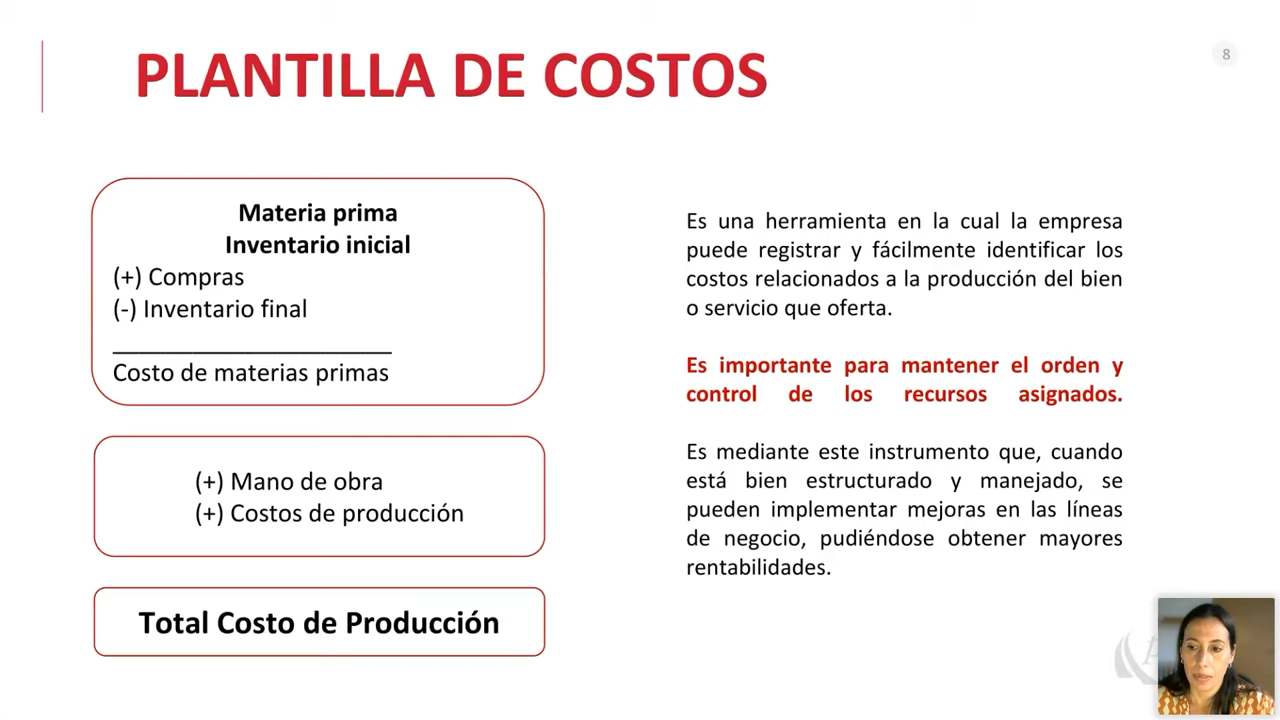 PLANTILLA DE COSTOS
8
Materia prima
Inventario inicial
(+) Compras
(-) Inventario final
Costo de materias primas
(+) Mano de obra
(+) Costos de producción
Total Costo de Producción
Es una herramienta en la cual la empresa
puede registrar y fácilmente identificar los
costos relacionados a la producción del bien
o servicio que oferta.
Es importante para mantener el orden y
control de los recursos asignados.
Es mediante este instrumento que, cuando
está bien estructurado y manejado, se
pueden implementar mejoras en las líneas
de negocio, pudiéndose obtener mayores
rentabilidades.